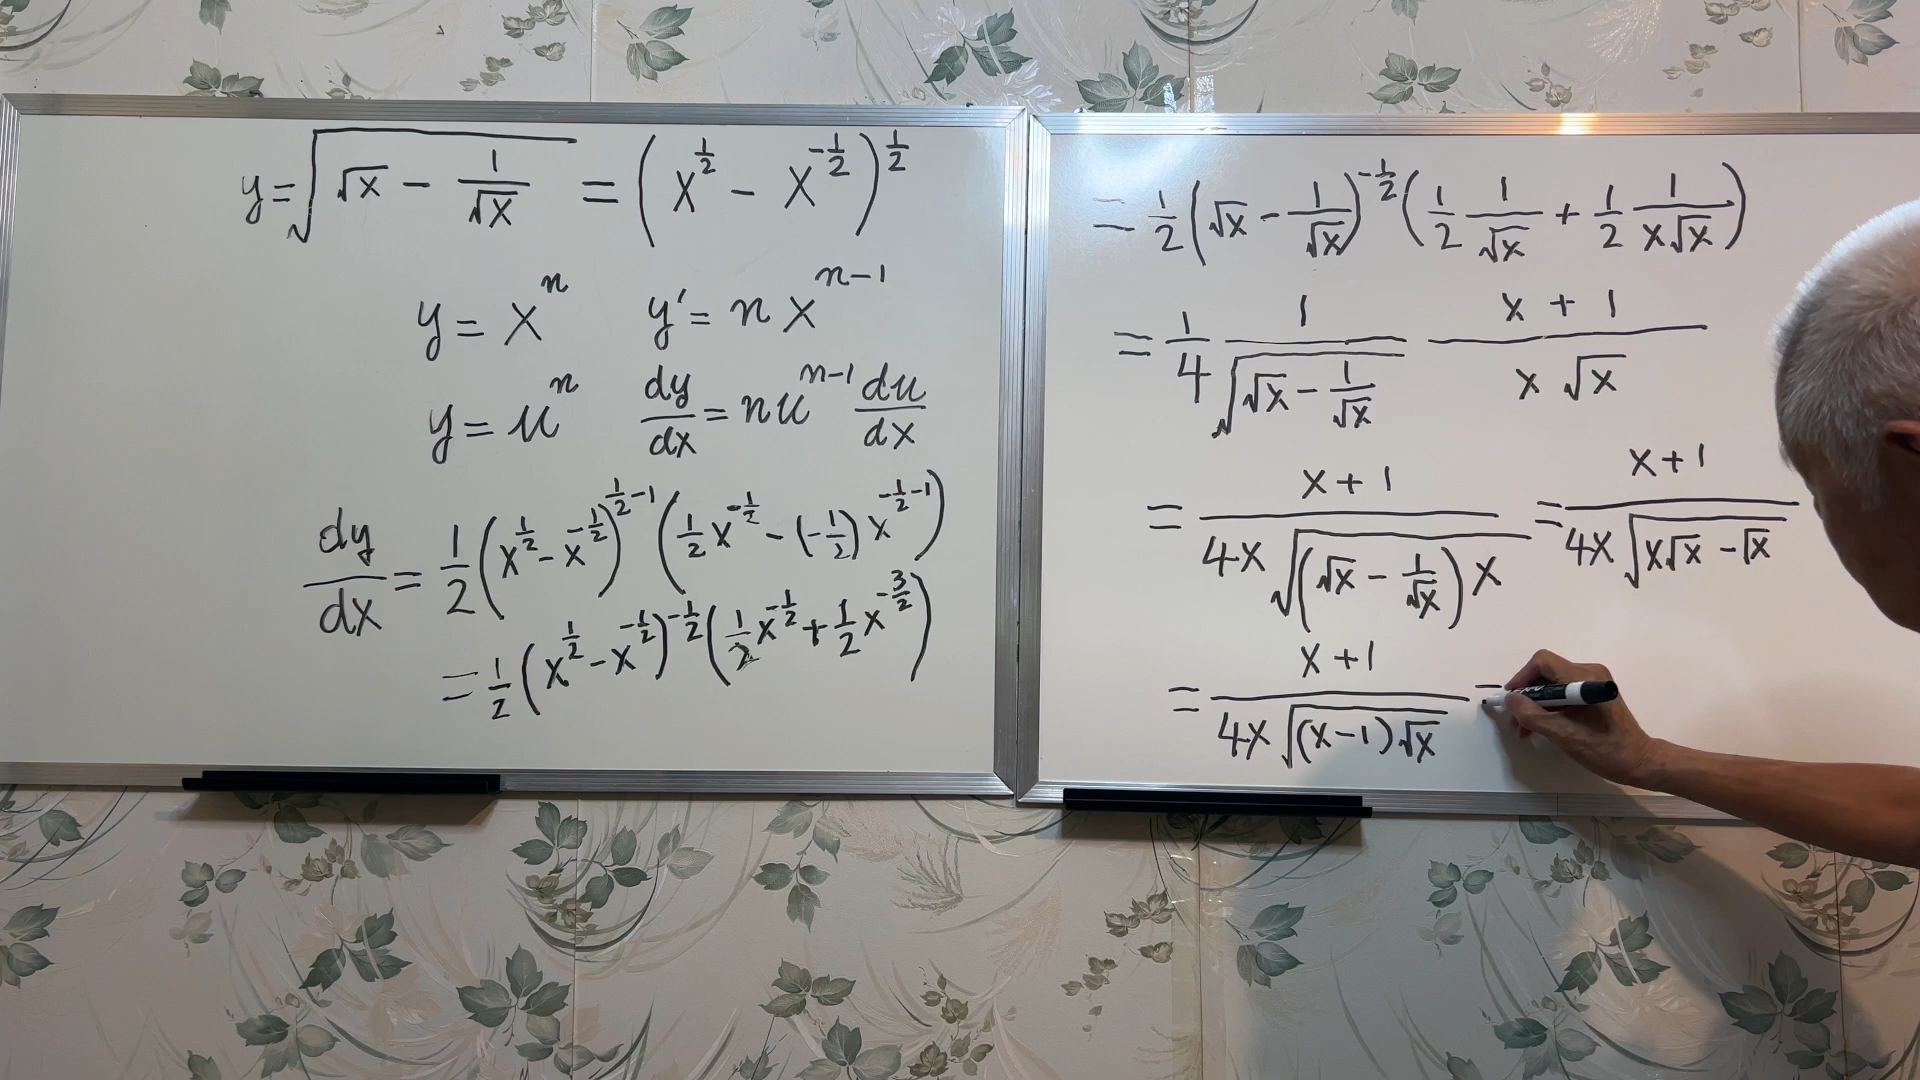 y = √(√x - 1/√x) = (x^(1/2) - x^(-1/2))^(1/2)
y = x^n   y' = n x^(n-1)
y = u^n   dy/dx = n u^(n-1) du/dx
dy/dx = 1/2 (x^(1/2) - x^(-1/2))^(1/2 - 1) (1/2 x^(-1/2) - (-1/2) x^(-1/2 - 1))
= 1/2 (x^(1/2) - x^(-1/2))^(-1/2) (1/2 x^(-1/2) + 1/2 x^(-3/2))
= 1/2 (√x - 1/√x)^(-1/2) (1/2 1/√x + 1/2 1/(x√x))
= 1/4 1/√(√x - 1/√x) (x + 1)/(x √x)
= (x + 1)/(4x √((√x - 1/√x) x)) = (x + 1)/(4x √(x√x - √x))
= (x + 1)/(4x √((x - 1)√x)) =